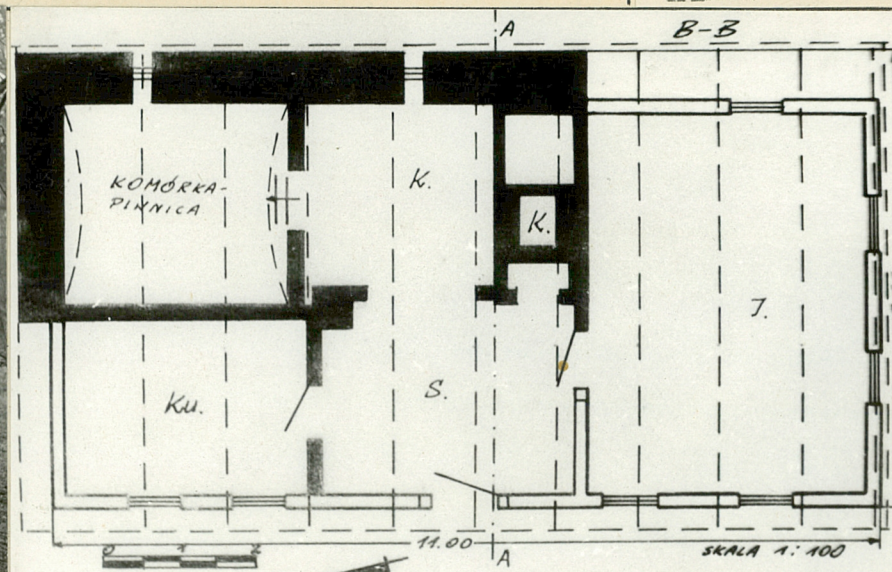 A
B-B
KOMÓRKA-
PIWNICA
K.
K.
I.
Ku.
S.
11.00
0 1 2
A
SKALA 1:100